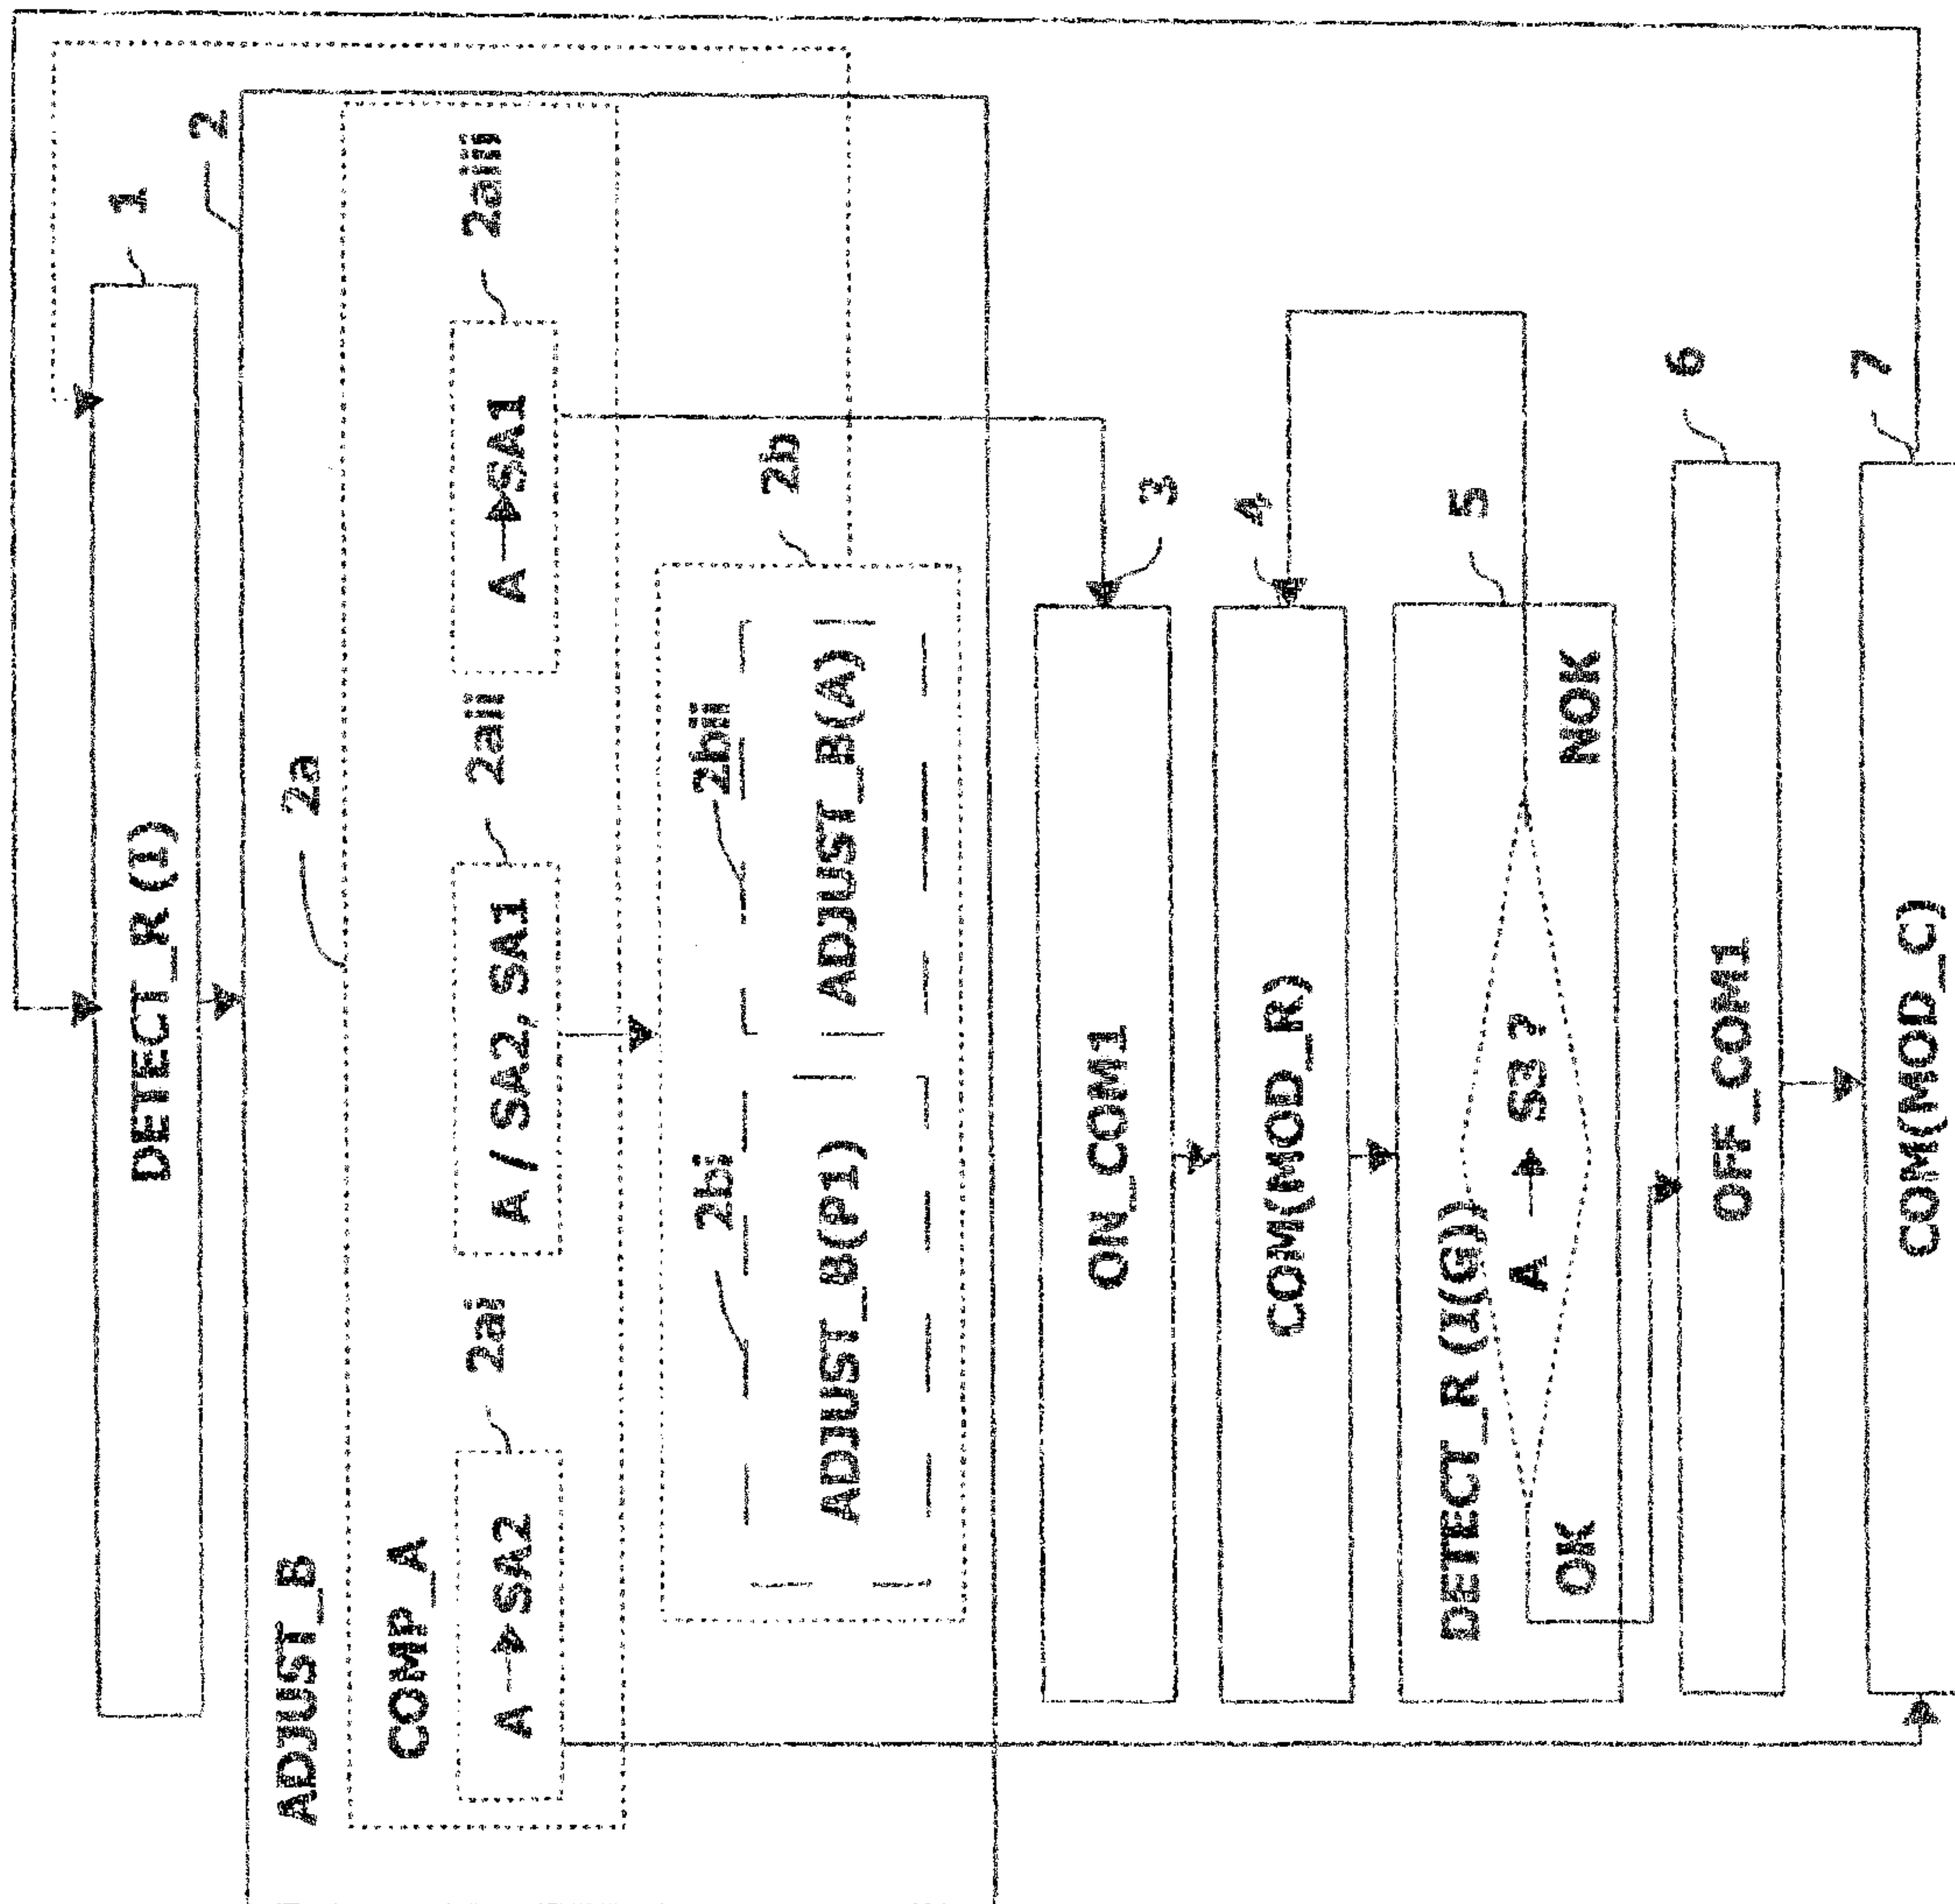 1
DETECT_R (I)
2
ADJUST_B
2a
COMP_A
2ai
2aii
2aiii
A → SA2
A / SA2, SA1
A → SA1
2b
2bi
2bii
ADJUST_B(P1)
ADJUST_B(A)
3
ON_COM1
4
COM(MOD_R)
5
DETECT_R (I(G))
A → S3 ?
OK
NOK
6
OFF_COM1
7
COM(MOD_C)